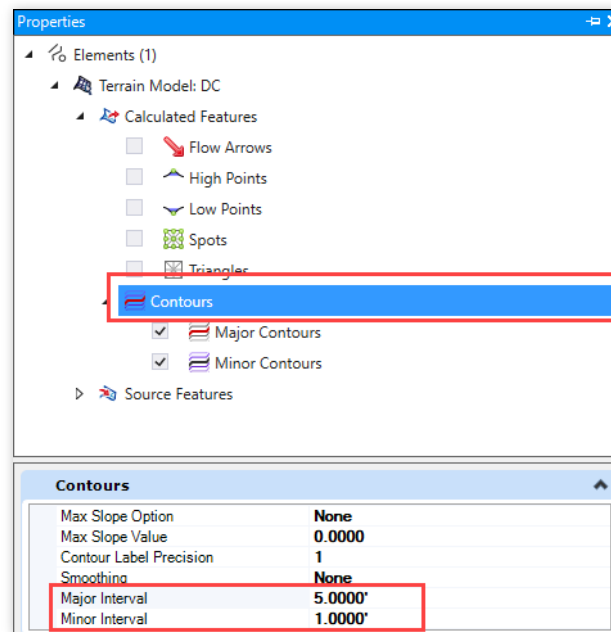 Properties
Elements (1)
Terrain Model: DC
Calculated Features
Flow Arrows
High Points
Low Points
Spots
Triangles
Contours
Major Contours
Minor Contours
Source Features
Contours
Max Slope Option None
Max Slope Value 0.0000
Contour Label Precision 1
Smoothing None
Major Interval 5.0000'
Minor Interval 1.0000'